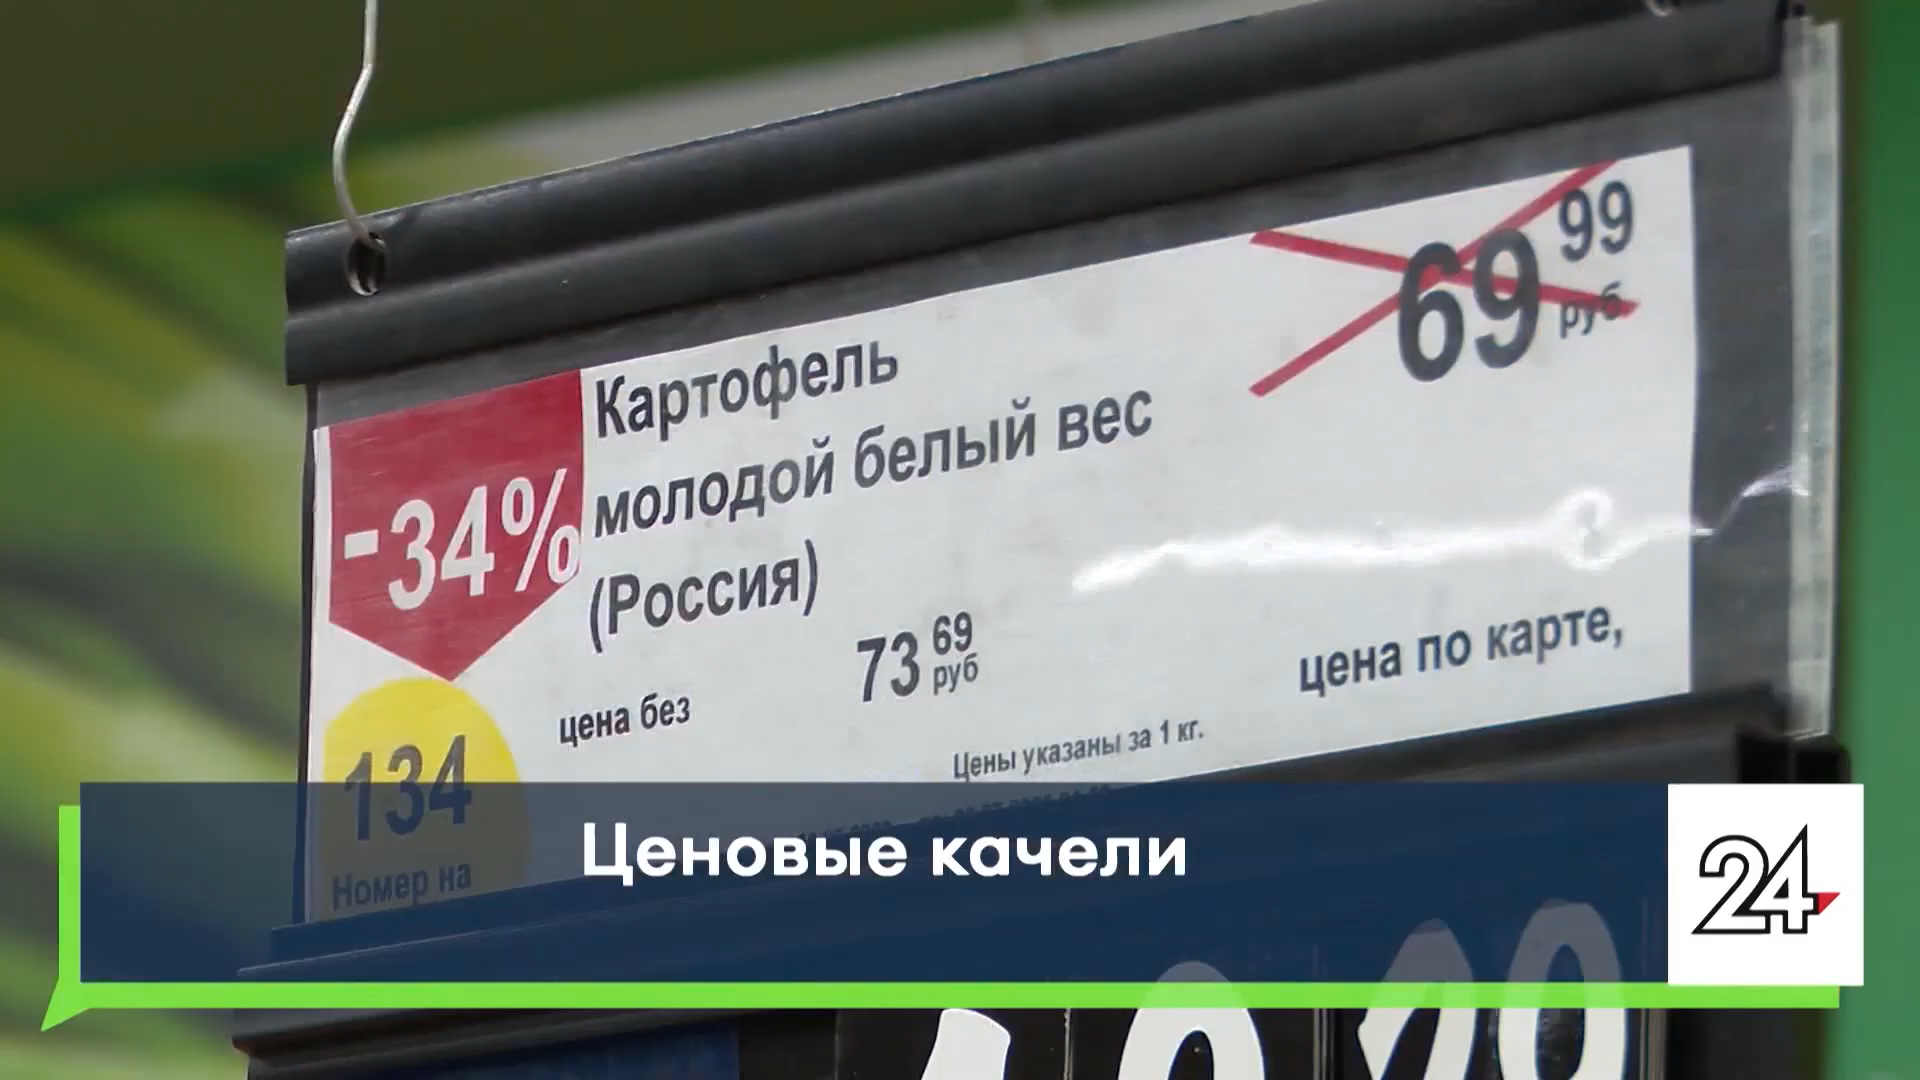 99
69 руб
Картофель
молодой белый вес
(Россия)
-34%
73 69 руб
цена без
цена по карте,
Цены указаны за 1 кг.
134
Номер на
Ценовые качели
24